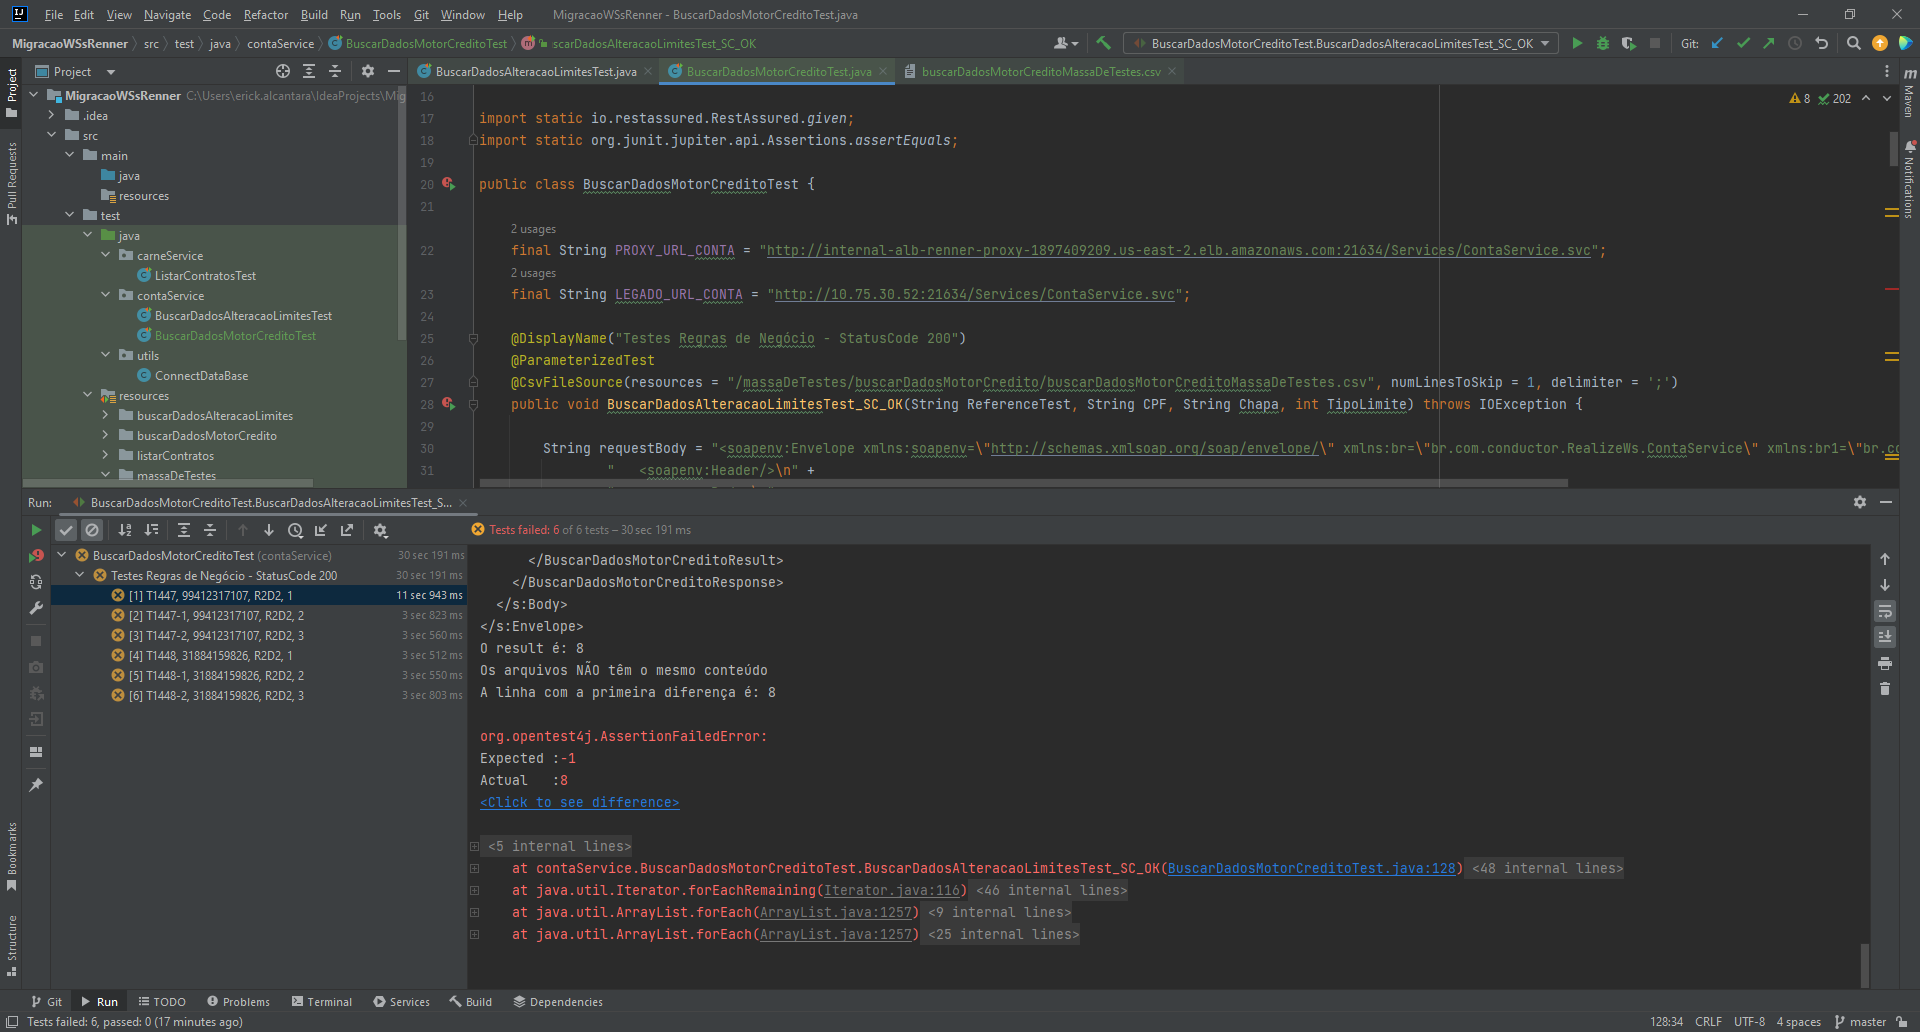 File Edit View Navigate Code Refactor Build Run Tools Git Window Help MigracaoWSsRenner - BuscarDadosMotorCreditoTest.java
MigracaoWSsRenner src test java contaService BuscarDadosMotorCreditoTest scarDadosAlteracaoLimitesTest_SC_OK BuscarDadosMotorCreditoTest.BuscarDadosAlteracaoLimitesTest_SC_OK Git:
Project
BuscarDadosAlteracaoLimitesTest.java BuscarDadosMotorCreditoTest.java buscarDadosMotorCreditoMassaDeTestes.csv
Project
Pull Requests
MigracaoWSsRenner C:\Users\erick.alcantara\IdeaProjects\Mig
.idea
src
main
java
resources
test
java
carneService
ListarContratosTest
contaService
BuscarDadosAlteracaoLimitesTest
BuscarDadosMotorCreditoTest
utils
ConnectDataBase
resources
buscarDadosAlteracaoLimites
buscarDadosMotorCredito
listarContratos
massaDeTestes
8 202
16
17 import static io.restassured.RestAssured.given;
18 import static org.junit.jupiter.api.Assertions.assertEquals;
19
20 public class BuscarDadosMotorCreditoTest {
21
2 usages
22 final String PROXY_URL_CONTA = "http://internal-alb-renner-proxy-1897409209.us-east-2.elb.amazonaws.com:21634/Services/ContaService.svc";
2 usages
23 final String LEGADO_URL_CONTA = "http://10.75.30.52:21634/Services/ContaService.svc";
24
25 @DisplayName("Testes Regras de Negócio - StatusCode 200")
26 @ParameterizedTest
27 @CsvFileSource(resources = "/massaDeTestes/buscarDadosMotorCredito/buscarDadosMotorCreditoMassaDeTestes.csv", numLinesToSkip = 1, delimiter = ';')
28 public void BuscarDadosAlteracaoLimitesTest_SC_OK(String ReferenceTest, String CPF, String Chapa, int TipoLimite) throws IOException {
29
30 String requestBody = "<soapenv:Envelope xmlns:soapenv=\"http://schemas.xmlsoap.org/soap/envelope/\" xmlns:br=\"br.com.conductor.RealizeWs.ContaService\" xmlns:br1=\"br.co
31 " <soapenv:Header/>\n" +
m
Maven
Notifications
Run: BuscarDadosMotorCreditoTest.BuscarDadosAlteracaoLimitesTest_S...
Tests failed: 6 of 6 tests – 30 sec 191 ms
BuscarDadosMotorCreditoTest (contaService) 30 sec 191 ms
Testes Regras de Negócio - StatusCode 200 30 sec 191 ms
[1] T1447, 99412317107, R2D2, 1 11 sec 943 ms
[2] T1447-1, 99412317107, R2D2, 2 3 sec 823 ms
[3] T1447-2, 99412317107, R2D2, 3 3 sec 560 ms
[4] T1448, 31884159826, R2D2, 1 3 sec 512 ms
[5] T1448-1, 31884159826, R2D2, 2 3 sec 550 ms
[6] T1448-2, 31884159826, R2D2, 3 3 sec 803 ms
</BuscarDadosMotorCreditoResult>
</BuscarDadosMotorCreditoResponse>
</s:Body>
</s:Envelope>
O result é: 8
Os arquivos NÃO têm o mesmo conteúdo
A linha com a primeira diferença é: 8
org.opentest4j.AssertionFailedError:
Expected :-1
Actual :8
<Click to see difference>
<5 internal lines>
at contaService.BuscarDadosMotorCreditoTest.BuscarDadosAlteracaoLimitesTest_SC_OK(BuscarDadosMotorCreditoTest.java:128) <48 internal lines>
at java.util.Iterator.forEachRemaining(Iterator.java:116) <46 internal lines>
at java.util.ArrayList.forEach(ArrayList.java:1257) <9 internal lines>
at java.util.ArrayList.forEach(ArrayList.java:1257) <25 internal lines>
Bookmarks
Structure
Git Run TODO Problems Terminal Services Build Dependencies
Tests failed: 6, passed: 0 (17 minutes ago) 128:34 CRLF UTF-8 4 spaces master